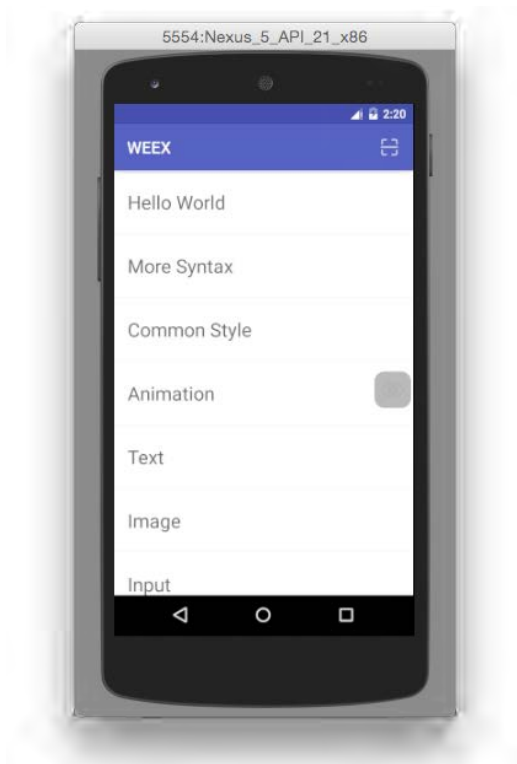 5554:Nexus_5_API_21_x86
2:20
WEEX
Hello World
More Syntax
Common Style
Animation
Text
Image
Input